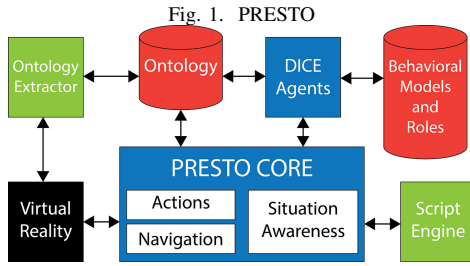 Fig. 1. PRESTO
Ontology
Extractor
Ontology
DICE
Agents
Behavioral
Models
and
Roles
PRESTO CORE
Actions
Navigation
Situation
Awareness
Virtual
Reality
Script
Engine